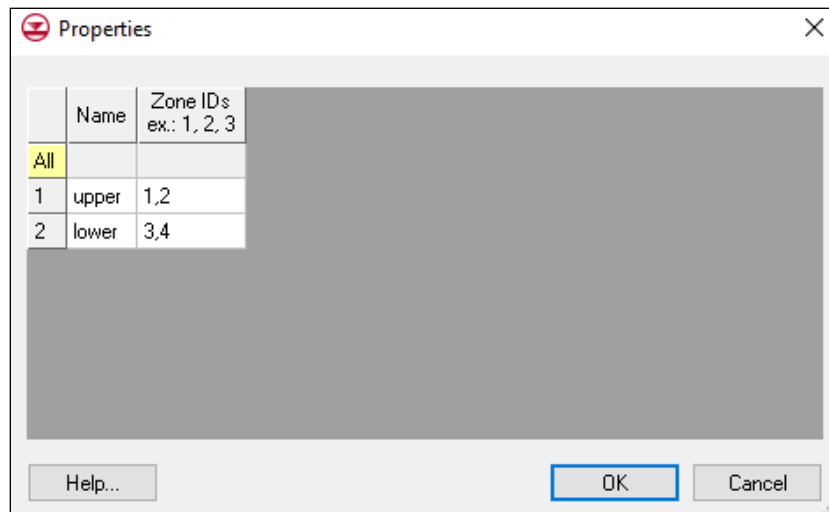 Properties
Name
Zone IDs
ex.: 1, 2, 3
All
1 upper 1,2
2 lower 3,4
Help...
OK
Cancel